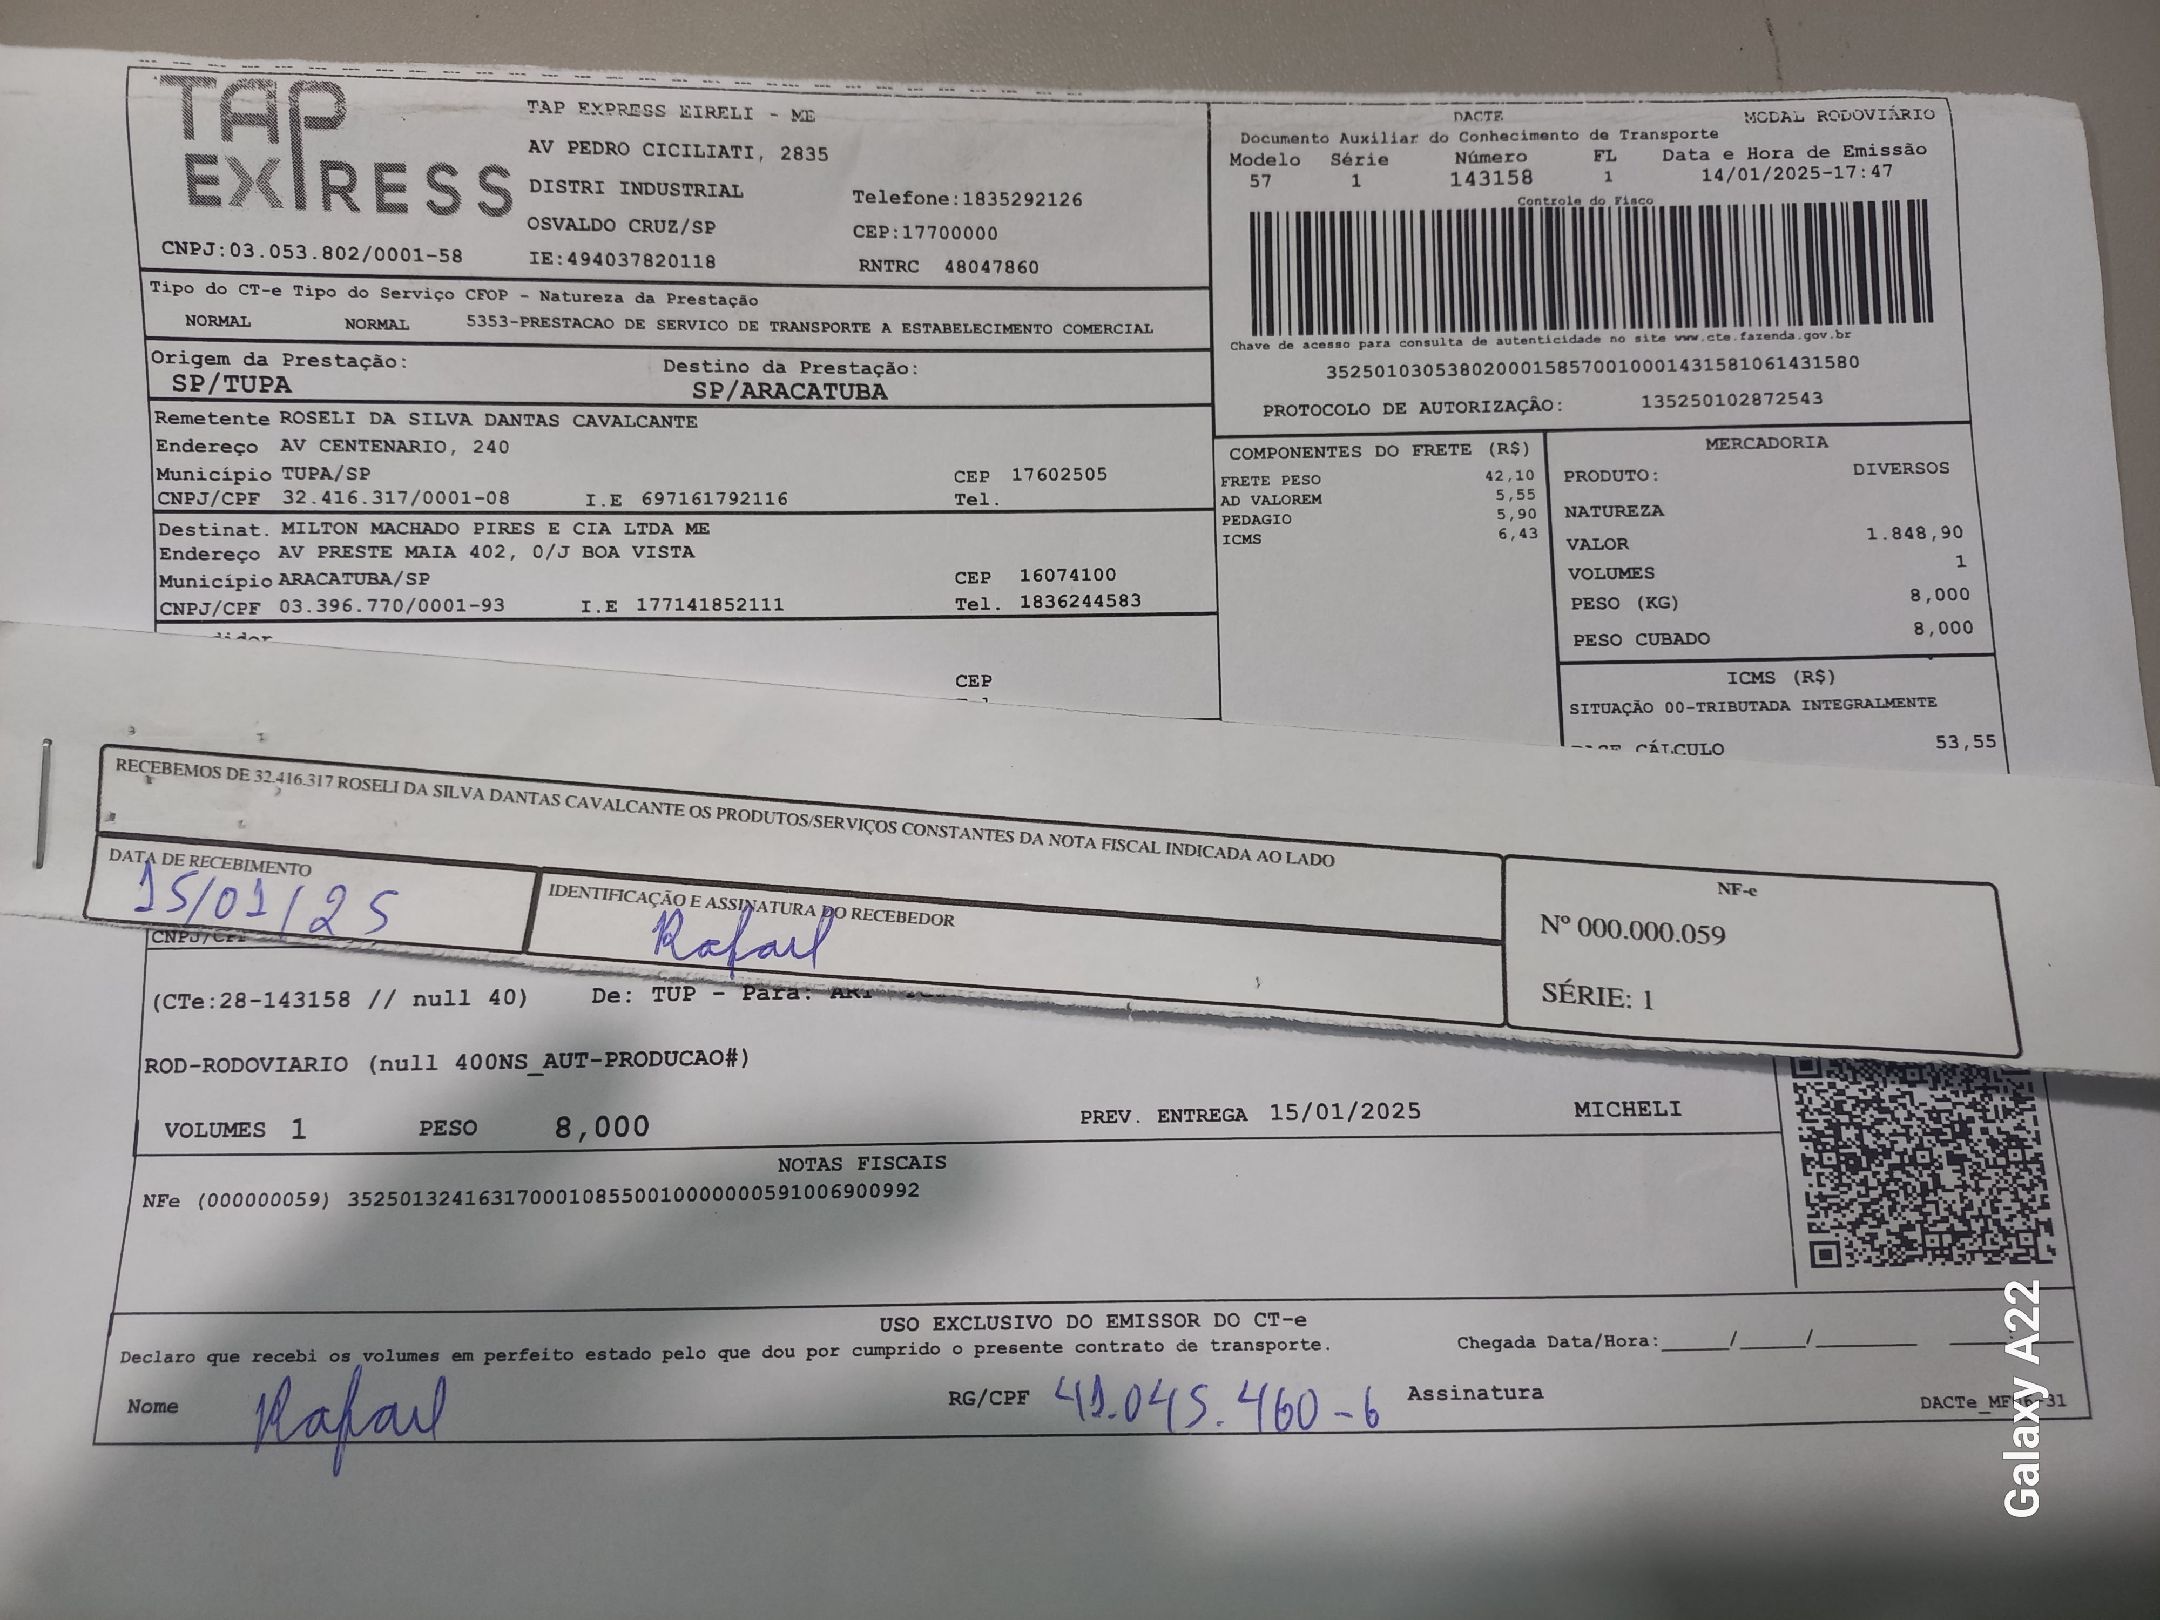 TAP EXPRESS
TAP EXPRESS EIRELI - ME
AV PEDRO CICILIATI, 2835
DISTRI INDUSTRIAL
Telefone:1835292126
OSVALDO CRUZ/SP
CEP:17700000
CNPJ:03.053.802/0001-58
IE:494037820118
RNTRC 48047860
DACTE
MODAL RODOVIÁRIO
Documento Auxiliar do Conhecimento de Transporte
Modelo Série Número FL Data e Hora de Emissão
57 1 143158 1 14/01/2025-17:47
Controle do Fisco
Chave de acesso para consulta de autenticidade no site www.cte.fazenda.gov.br
35250103053802000158570010001431581061431580
PROTOCOLO DE AUTORIZAÇÃO: 135250102872543
Tipo do CT-e Tipo do Serviço CFOP - Natureza da Prestação
NORMAL NORMAL 5353-PRESTACAO DE SERVICO DE TRANSPORTE A ESTABELECIMENTO COMERCIAL
Origem da Prestação: Destino da Prestação:
SP/TUPA SP/ARACATUBA
Remetente ROSELI DA SILVA DANTAS CAVALCANTE
Endereço AV CENTENARIO, 240
Município TUPA/SP CEP 17602505
CNPJ/CPF 32.416.317/0001-08 I.E 697161792116 Tel.
Destinat. MILTON MACHADO PIRES E CIA LTDA ME
Endereço AV PRESTE MAIA 402, 0/J BOA VISTA
Município ARACATUBA/SP CEP 16074100
CNPJ/CPF 03.396.770/0001-93 I.E 177141852111 Tel. 1836244583
CEP
COMPONENTES DO FRETE (R$)
FRETE PESO 42,10
AD VALOREM 5,55
PEDAGIO 5,90
ICMS 6,43
MERCADORIA
PRODUTO: DIVERSOS
NATUREZA
VALOR 1.848,90
VOLUMES 1
PESO (KG) 8,000
PESO CUBADO 8,000
ICMS (R$)
SITUAÇÃO 00-TRIBUTADA INTEGRALMENTE
CÁLCULO 53,55
RECEBEMOS DE 32.416.317 ROSELI DA SILVA DANTAS CAVALCANTE OS PRODUTOS/SERVIÇOS CONSTANTES DA NOTA FISCAL INDICADA AO LADO
DATA DE RECEBIMENTO
15/01/25
IDENTIFICAÇÃO E ASSINATURA DO RECEBEDOR
Rafael
NF-e
Nº 000.000.059
SÉRIE: 1
(CTe:28-143158 // null 40) De: TUP - Para:
ROD-RODOVIARIO (null 400NS_AUT-PRODUCAO#)
VOLUMES 1 PESO 8,000 PREV. ENTREGA 15/01/2025 MICHELI
NOTAS FISCAIS
NFe (000000059) 35250132416317000108550010000000591006900992
USO EXCLUSIVO DO EMISSOR DO CT-e
Declaro que recebi os volumes em perfeito estado pelo que dou por cumprido o presente contrato de transporte.
Chegada Data/Hora:_____/_____/_________
Nome Rafael RG/CPF 41.045.460-6 Assinatura
Galaxy A22